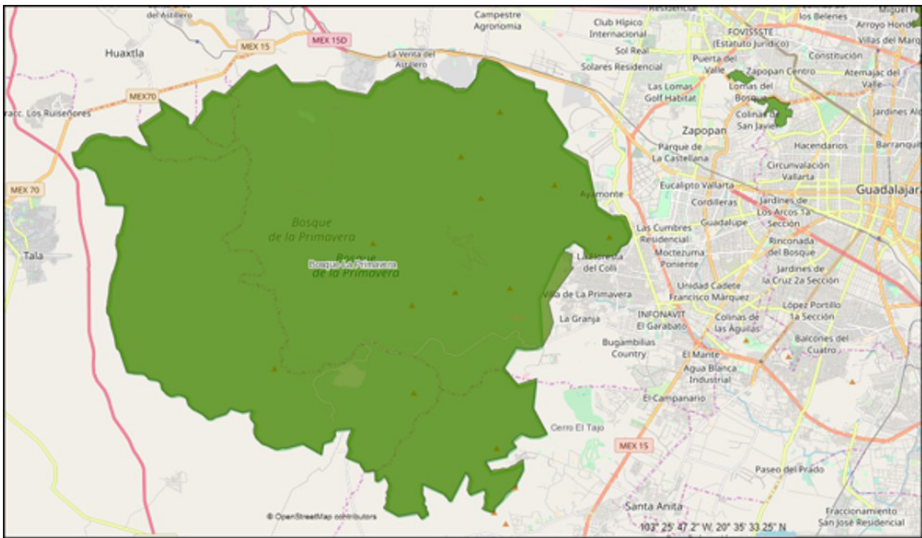 del Astillero
Huaxtla
MEX 15
MEX 15D
La Venta del
Astillero
Campestre
Agronomia
Residencial
Club Hípico
Internacional
Sol Real
Solares Residencial
FOVISSSTE
(Estatuto Jurídico)
Puerta del
Valle
Zapopan Centro
los Belenes
Arroyo Hondo
Villas del
Constitución
Atemajac del
Valle
Las Lomas
Golf Habitat
Lomas del
Bosque
Colinas de
San Javier
Jardines
MEX70
racc. Los Ruiseñores
Zapopan
Parque de
La Castellana
Hacendarios
Barranquit
Circunvalación
Vallarta
Eucalipto Vallarta
Guadalajara
MEX 70
Ayamonte
Cordilleras
Jardines de
Los Arcos 1a
Sección
Guadalupe
Bosque
de la Primavera
Bosque
de la Primavera
Bosque La Primavera
Las Cumbres
Residencial
Moctezuma
Poniente
Rinconada
del Bosque
Tala
La Floresta
del Colli
Jardines de
la Cruz 2a Sección
Unidad Cadete
Francisco Márquez
Villa de La Primavera
La Granja
INFONAVIT
El Garabato
Colinas de
las Águilas
López Portillo
1a Sección
Bugambilias
Country
Balcones del
Cuatro
El Mante
Agua Blanca
Industrial
El Campanario
Cerro El Tajo
MEX 15
Paseo del Prado
Santa Anita
Fraccionamiento
San José Residencial
© OpenStreetMap contributors
103° 25' 47.2" W, 20° 35' 33.25" N